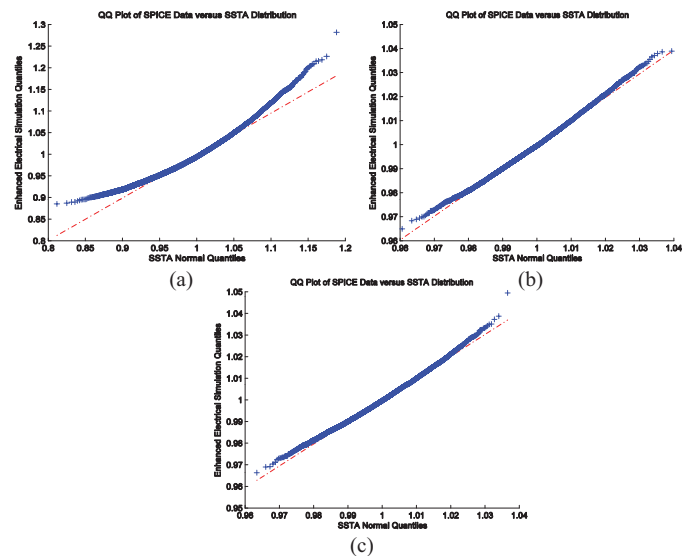 QQ Plot of SPICE Data versus SSTA Distribution
Enhanced Electrical Simulation Quantiles
1.3
1.25
1.2
1.15
1.1
1.05
1
0.95
0.9
0.85
0.8
0.8 0.85 0.9 0.95 1 1.05 1.1 1.15 1.2
SSTA Normal Quantiles
(a)
QQ Plot of SPICE Data versus SSTA Distribution
Enhanced Electrical Simulation Quantiles
1.04
1.03
1.02
1.01
1
0.99
0.98
0.97
0.96
0.96 0.97 0.98 0.99 1 1.01 1.02 1.03 1.04
SSTA Normal Quantiles
(b)
QQ Plot of SPICE Data versus SSTA Distribution
Enhanced Electrical Simulation Quantiles
1.05
1.04
1.03
1.02
1.01
1
0.99
0.98
0.97
0.96
0.95
0.96 0.97 0.98 0.99 1 1.01 1.02 1.03 1.04
SSTA Normal Quantiles
(c)